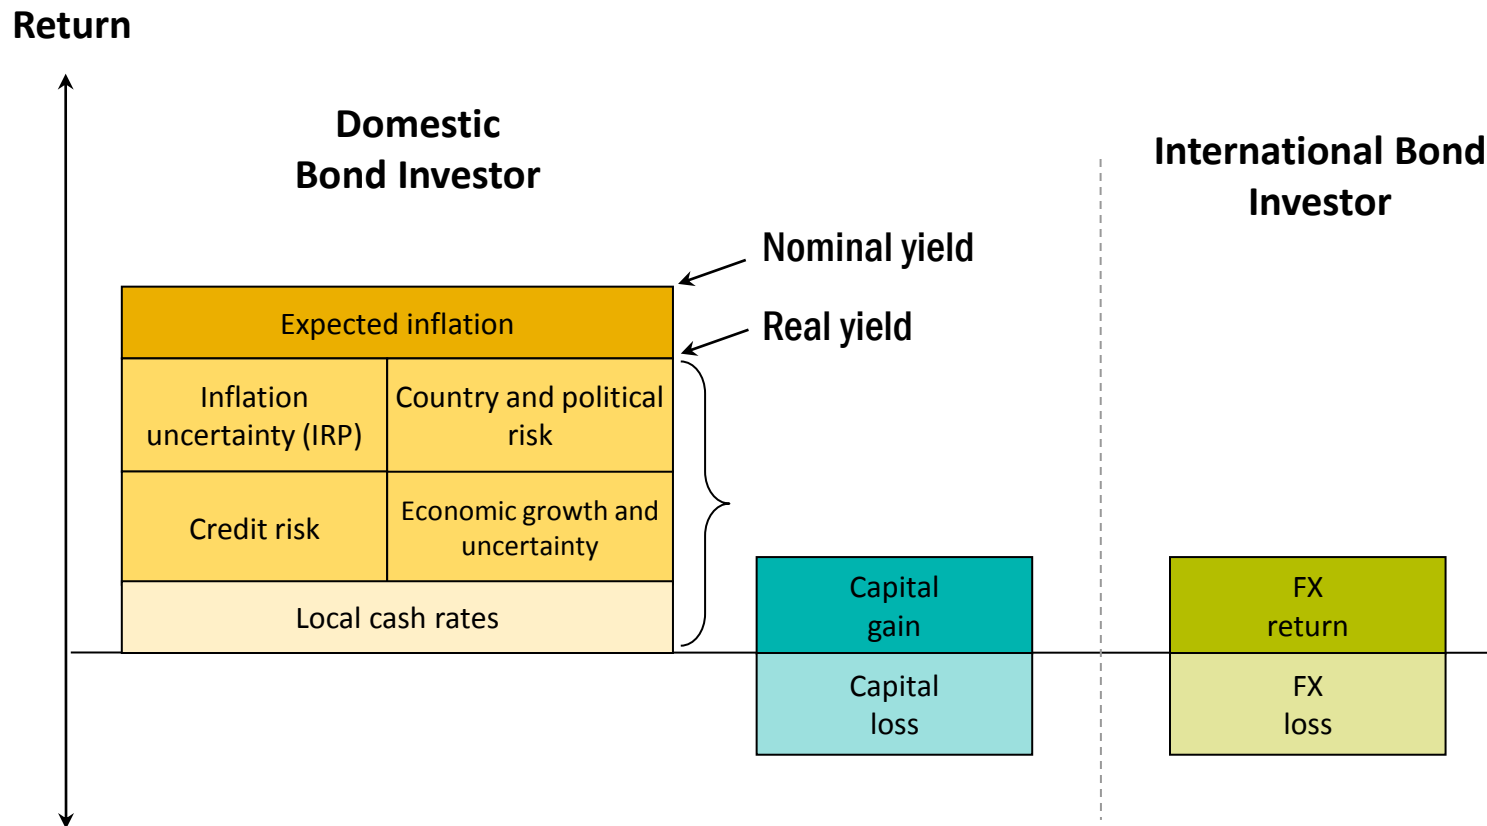 Return
Domestic
Bond Investor
International Bond
Investor
Nominal yield
Real yield
Expected inflation
Inflation
uncertainty (IRP)
Country and political
risk
Credit risk
Economic growth and
uncertainty
Local cash rates
Capital
gain
Capital
loss
FX
return
FX
loss